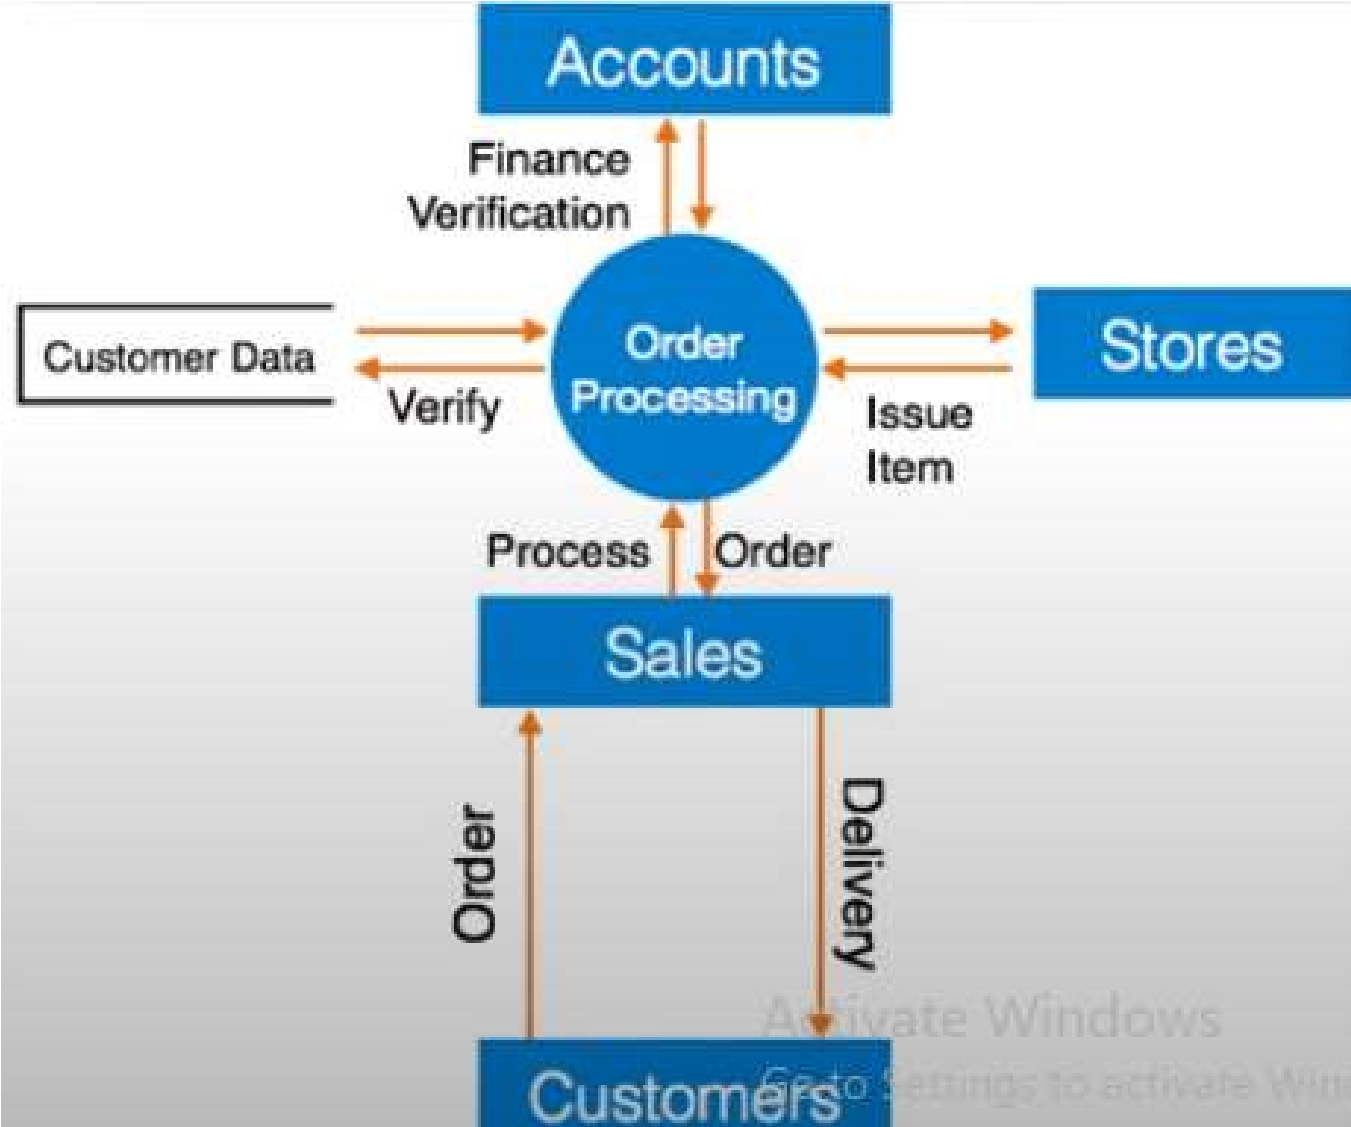 Accounts
Finance
Verification
Customer Data
Verify
Order
Processing
Stores
Issue
Item
Process
Order
Sales
Order
Delivery
Activate Windows
Customers
Go to Settings to activate